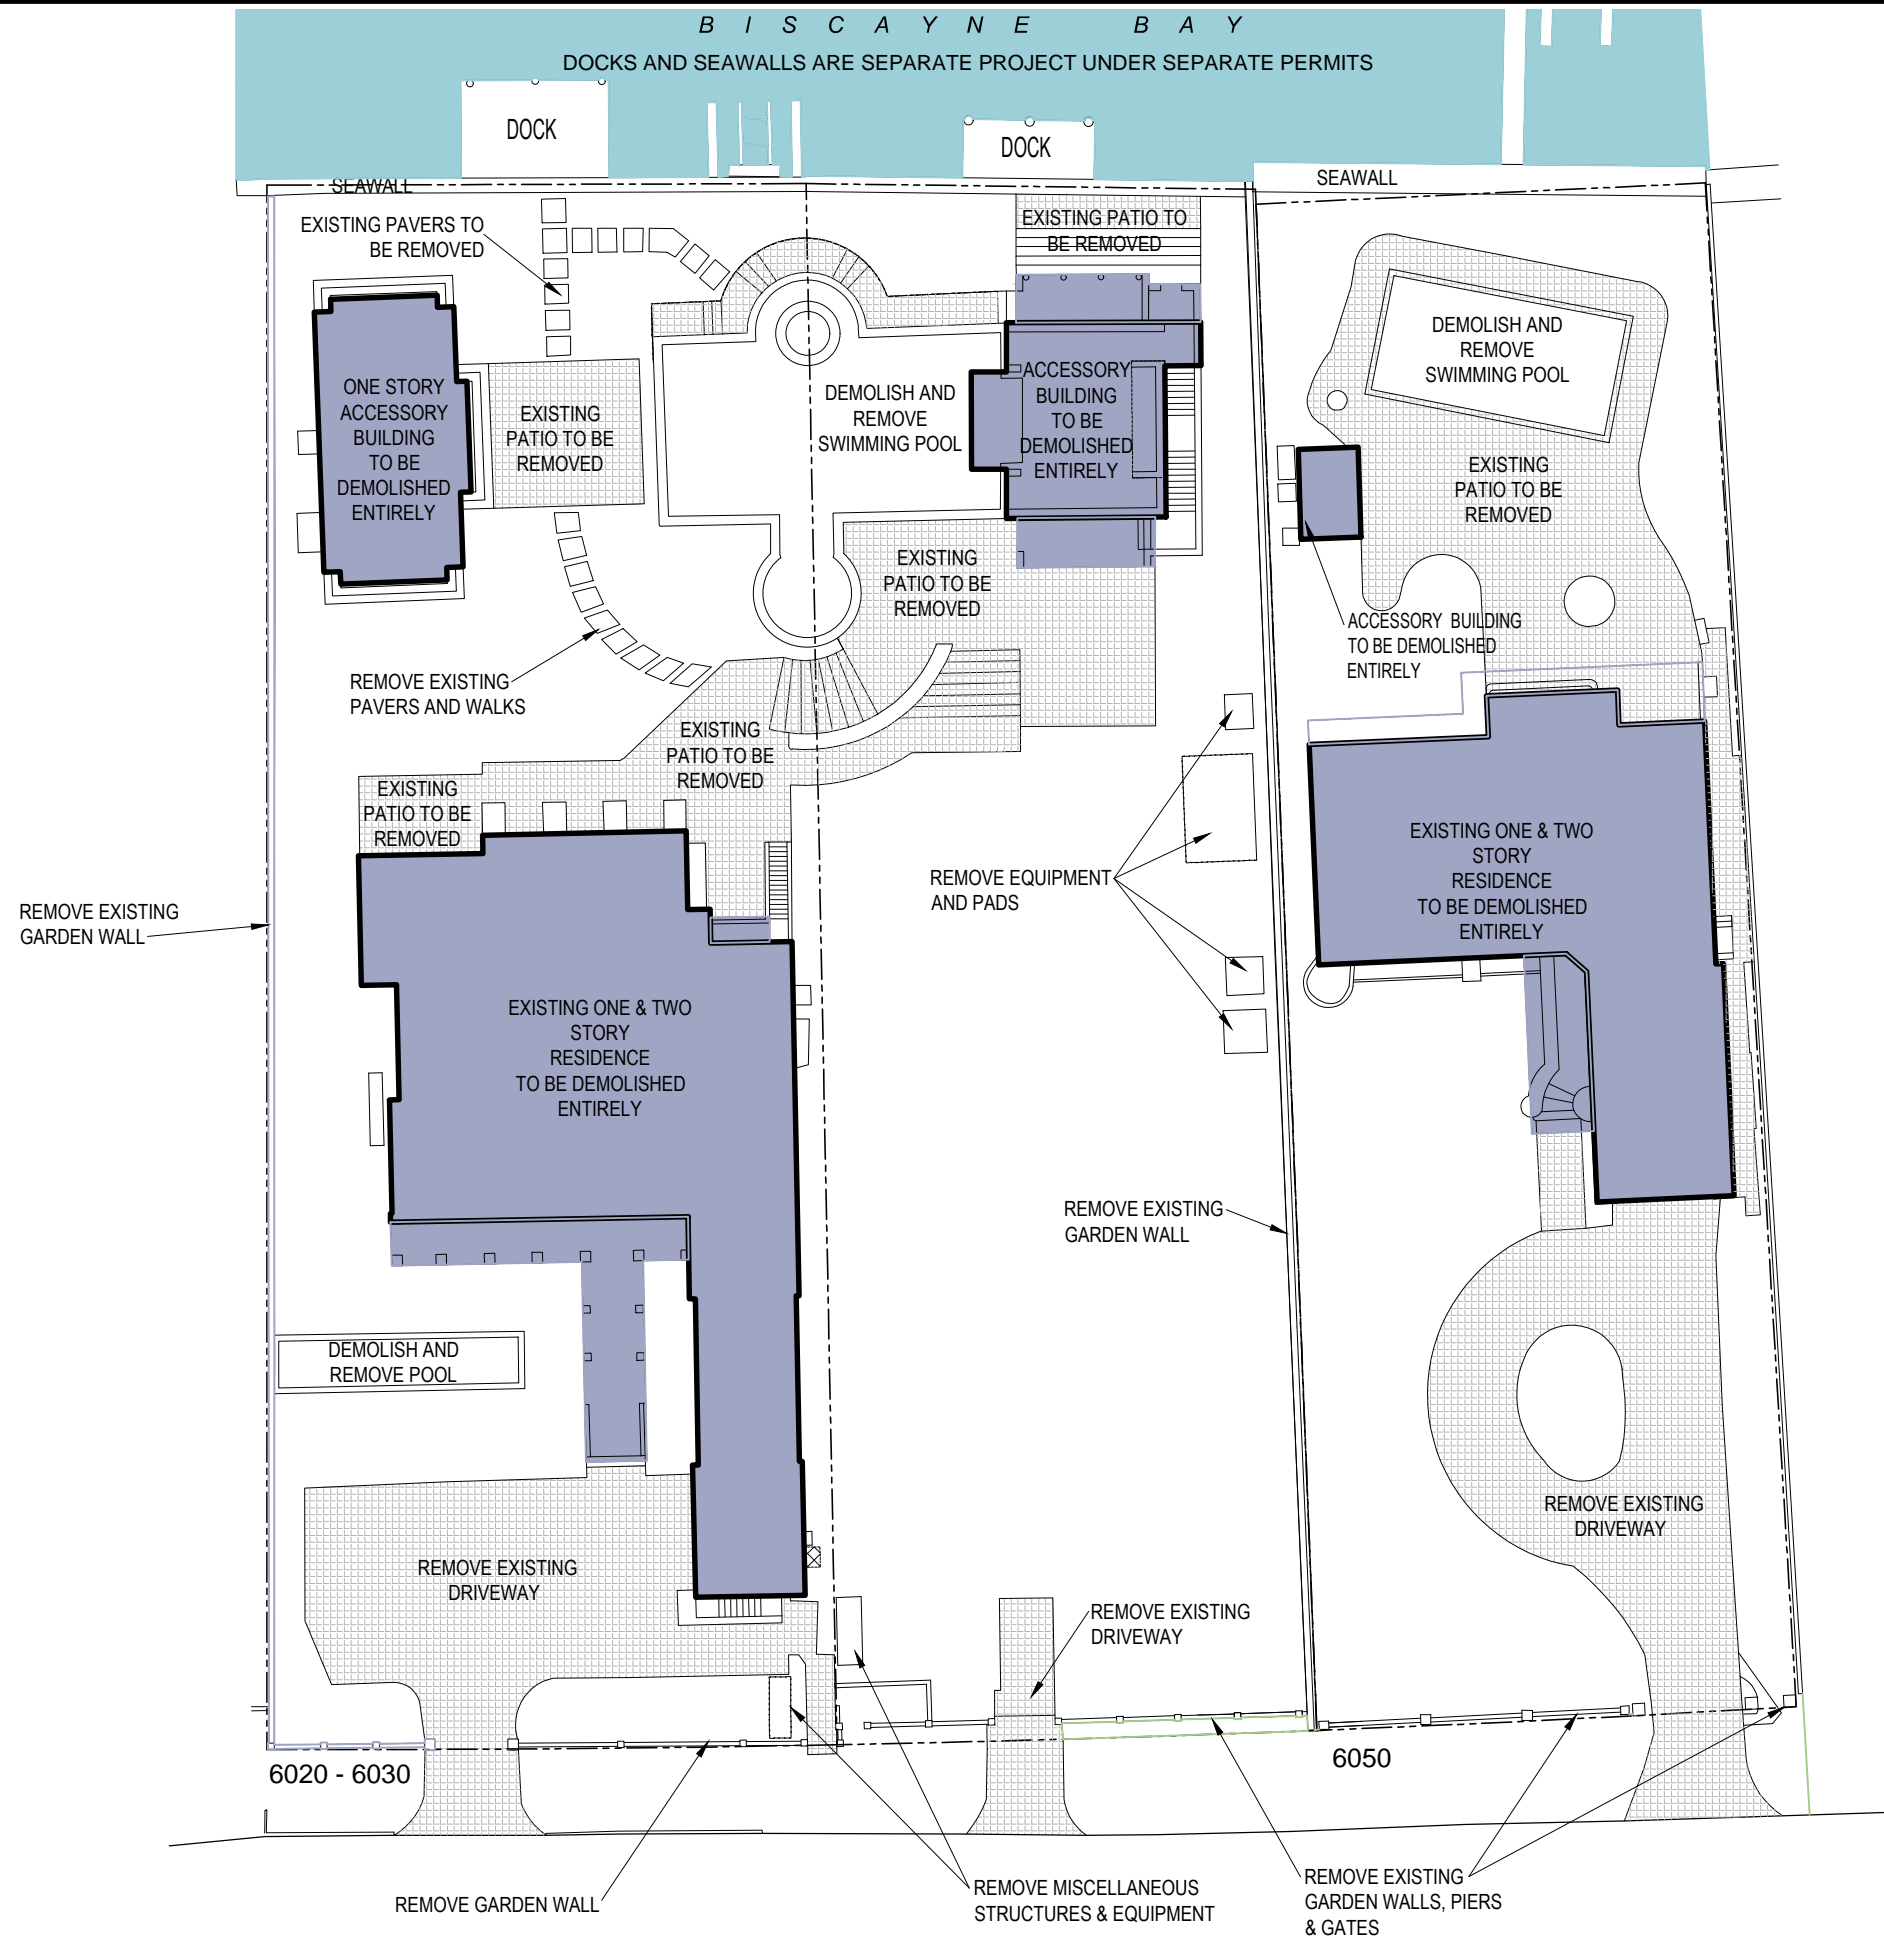 BISCAYNE BAY
DOCKS AND SEAWALLS ARE SEPARATE PROJECT UNDER SEPARATE PERMITS
DOCK
DOCK
SEAWALL
SEAWALL
EXISTING PAVERS TO
BE REMOVED
EXISTING PATIO TO
BE REMOVED
DEMOLISH AND
REMOVE
SWIMMING POOL
ONE STORY
ACCESSORY
BUILDING
TO BE
DEMOLISHED
ENTIRELY
EXISTING
PATIO TO BE
REMOVED
DEMOLISH AND
REMOVE
SWIMMING POOL
ACCESSORY
BUILDING
TO BE
DEMOLISHED
ENTIRELY
EXISTING
PATIO TO BE
REMOVED
EXISTING
PATIO TO BE
REMOVED
ACCESSORY BUILDING
TO BE DEMOLISHED
ENTIRELY
REMOVE EXISTING
PAVERS AND WALKS
EXISTING
PATIO TO BE
REMOVED
EXISTING
PATIO TO BE
REMOVED
EXISTING ONE & TWO
STORY
RESIDENCE
TO BE DEMOLISHED
ENTIRELY
REMOVE EQUIPMENT
AND PADS
REMOVE EXISTING
GARDEN WALL
EXISTING ONE & TWO
STORY
RESIDENCE
TO BE DEMOLISHED
ENTIRELY
REMOVE EXISTING
GARDEN WALL
DEMOLISH AND
REMOVE POOL
REMOVE EXISTING
DRIVEWAY
REMOVE EXISTING
DRIVEWAY
REMOVE EXISTING
DRIVEWAY
6020 - 6030
6050
REMOVE GARDEN WALL
REMOVE MISCELLANEOUS
STRUCTURES & EQUIPMENT
REMOVE EXISTING
GARDEN WALLS, PIERS
& GATES